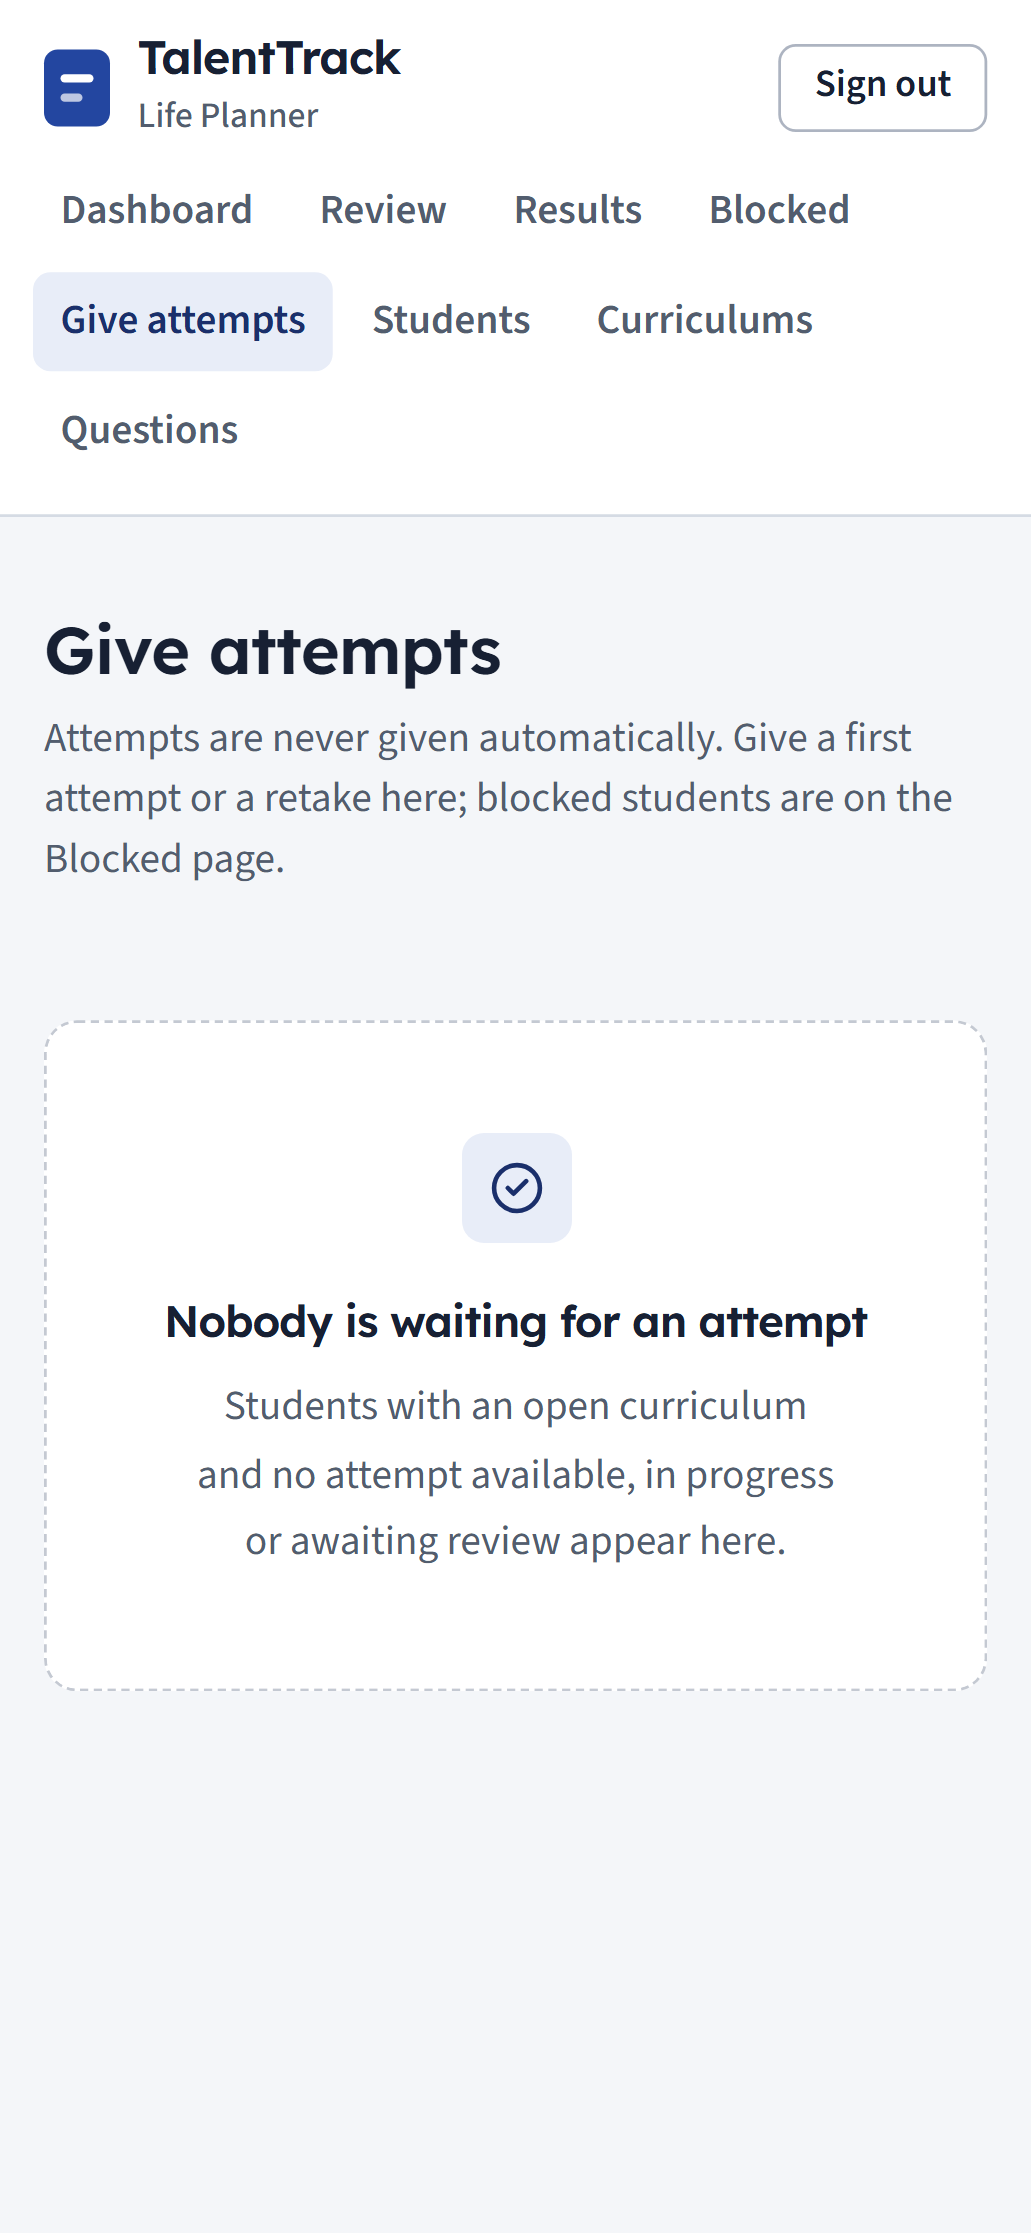 TalentTrack
Life Planner
Sign out
Dashboard Review Results Blocked
Give attempts Students Curriculums
Questions
Give attempts
Attempts are never given automatically. Give a first
attempt or a retake here; blocked students are on the
Blocked page.
Nobody is waiting for an attempt
Students with an open curriculum
and no attempt available, in progress
or awaiting review appear here.